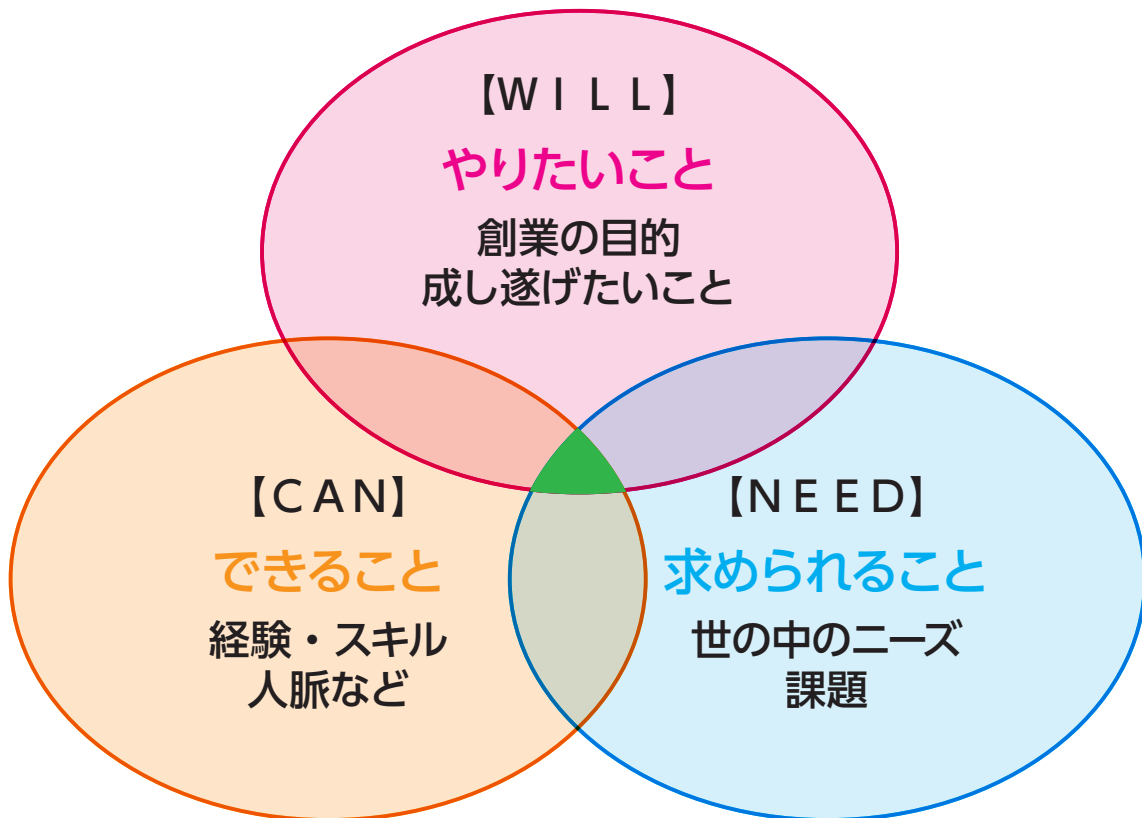 【WILL】
やりたいこと
創業の目的
成し遂げたいこと
【CAN】
できること
経験・スキル
人脈など
【NEED】
求められること
世の中のニーズ
課題